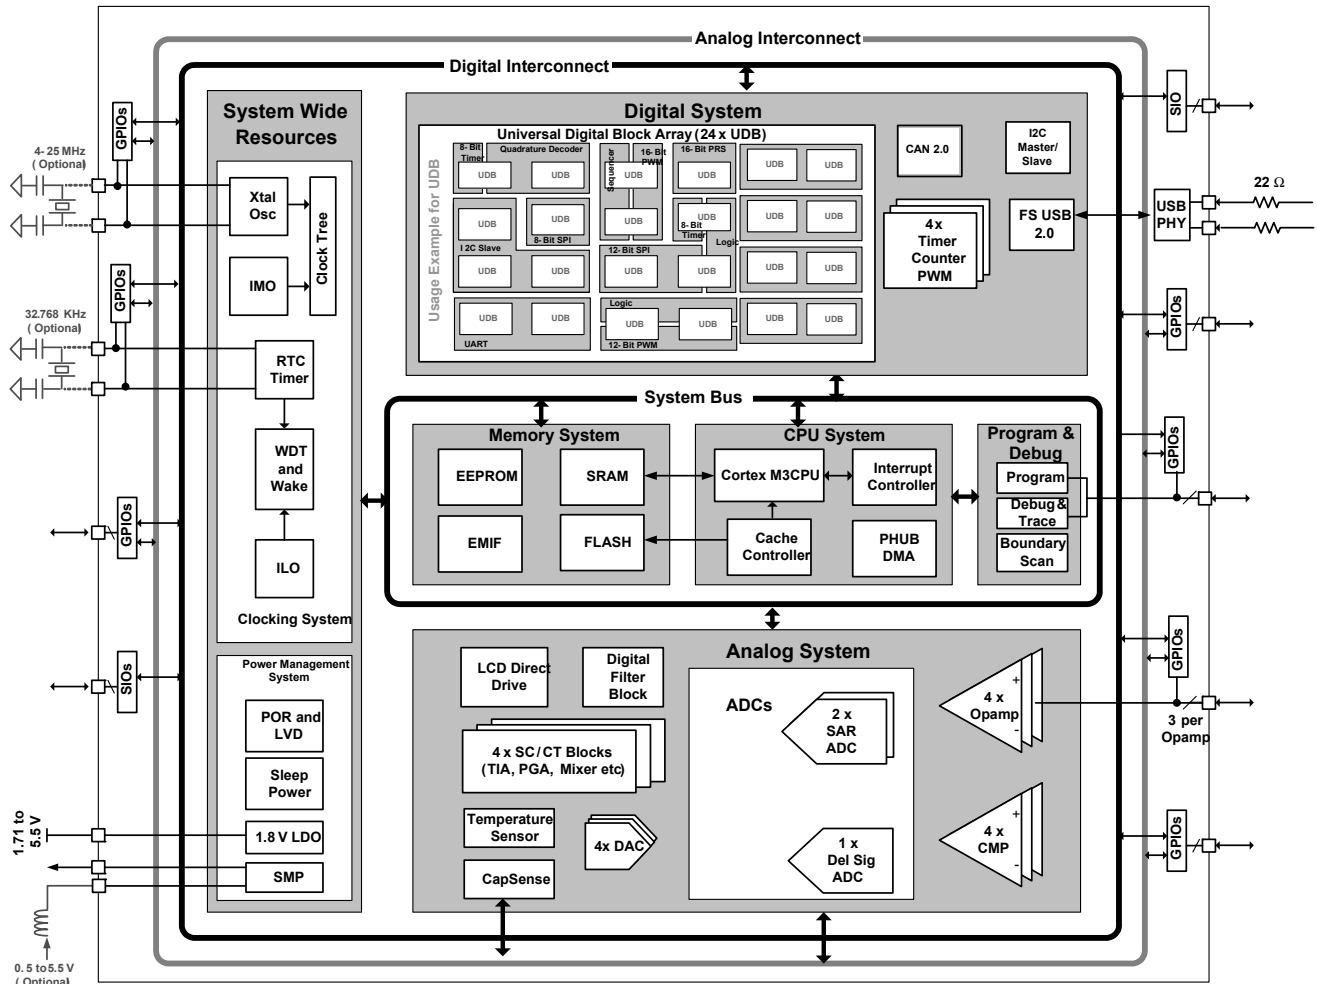 Analog Interconnect
Digital Interconnect
System Wide
Resources
Digital System
Universal Digital Block Array (24 x UDB)
Usage Example for UDB
8- Bit
Timer
Quadrature Decoder
Sequencer
16- Bit
PWM
16- Bit PRS
UDB
UDB
UDB
UDB
UDB
UDB
UDB
UDB
UDB
UDB
UDB
UDB
I2C Slave
8- Bit SPI
12- Bit SPI
8- Bit
Timer
Logic
UDB
UDB
UDB
UDB
UDB
UDB
Logic
UDB
UDB
UDB
UDB
UDB
UDB
UART
12- Bit PWM
CAN 2.0
I2C
Master/
Slave
4 x
Timer
Counter
PWM
FS USB
2.0
USB
PHY
22 Ω
SIO
GPIOs
GPIOs
GPIOs
GPIOs
3 per
Opamp
GPIOs
4- 25 MHz
( Optional)
GPIOs
Xtal
Osc
IMO
Clock Tree
32.768 KHz
( Optional)
GPIOs
RTC
Timer
WDT
and
Wake
ILO
Clocking System
GPIOs
SIOs
Power Management
System
POR and
LVD
Sleep
Power
1.8 V LDO
SMP
1.71 to
5.5 V
0. 5 to 5.5 V
( Optional)
System Bus
Memory System
EEPROM
SRAM
EMIF
FLASH
CPU System
Cortex M3CPU
Interrupt
Controller
Cache
Controller
PHUB
DMA
Program &
Debug
Program
Debug &
Trace
Boundary
Scan
Analog System
LCD Direct
Drive
Digital
Filter
Block
4 x SC/CT Blocks
(TIA, PGA, Mixer etc)
Temperature
Sensor
4x DAC
CapSense
ADCs
2 x
SAR
ADC
1 x
Del Sig
ADC
4 x
Opamp
+
-
4 x
CMP
+
-